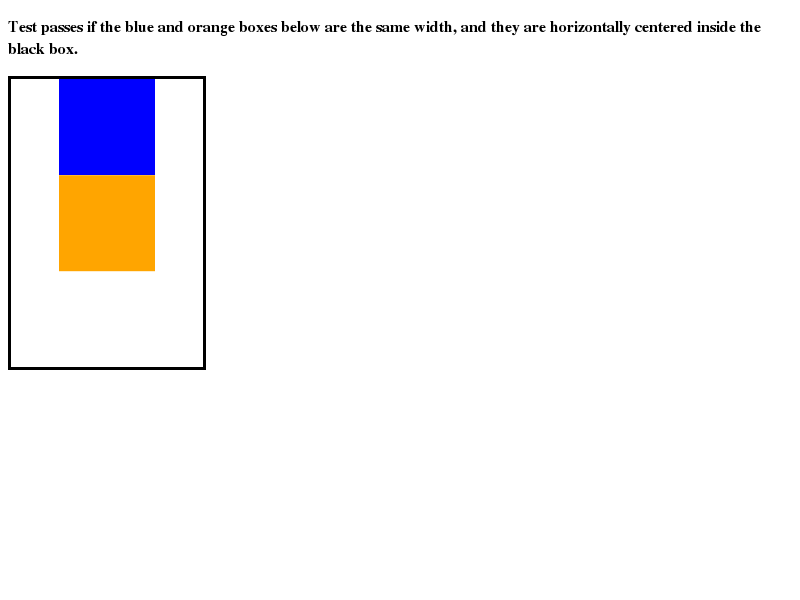 Test passes if the blue and orange boxes below are the same width, and they are horizontally centered inside the
black box.